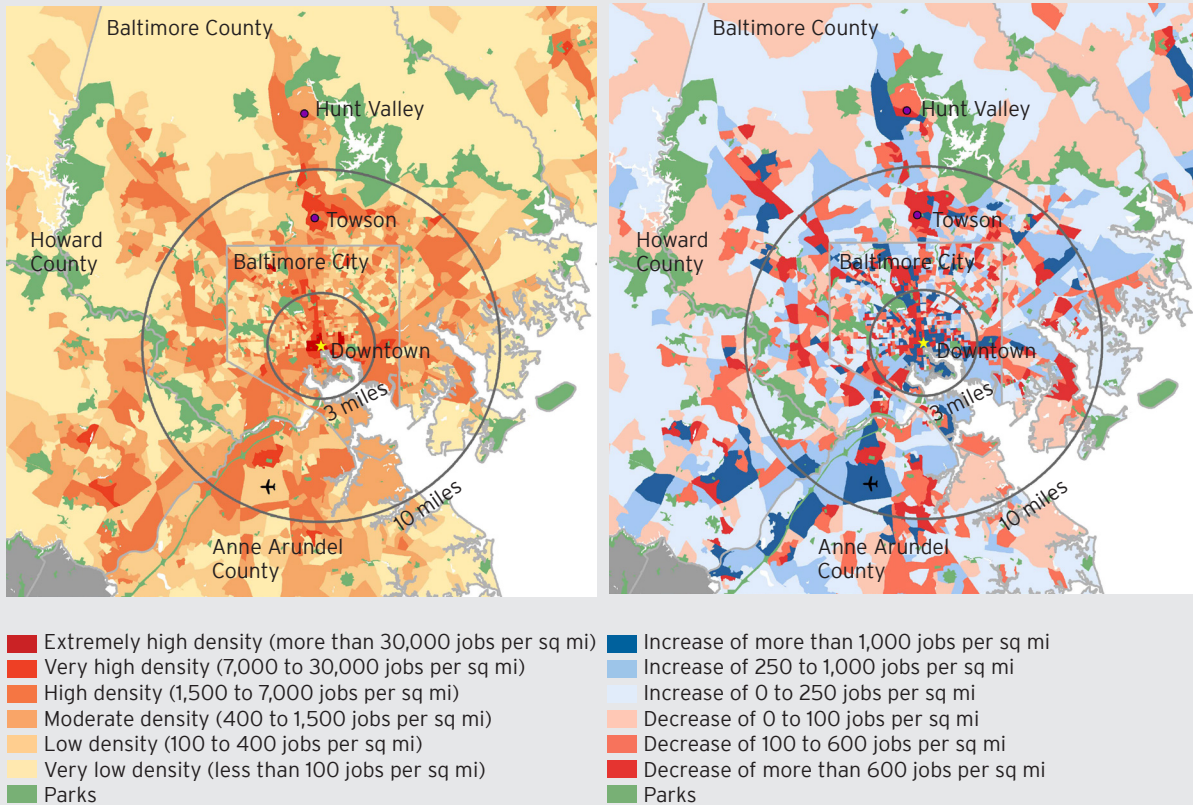 Baltimore County
Hunt Valley
Towson
Howard
County
Baltimore City
Downtown
3 miles
10 miles
Anne Arundel
County
Baltimore County
Hunt Valley
Towson
Howard
County
Baltimore City
Downtown
3 miles
10 miles
Anne Arundel
County
Extremely high density (more than 30,000 jobs per sq mi)
Very high density (7,000 to 30,000 jobs per sq mi)
High density (1,500 to 7,000 jobs per sq mi)
Moderate density (400 to 1,500 jobs per sq mi)
Low density (100 to 400 jobs per sq mi)
Very low density (less than 100 jobs per sq mi)
Parks
Increase of more than 1,000 jobs per sq mi
Increase of 250 to 1,000 jobs per sq mi
Increase of 0 to 250 jobs per sq mi
Decrease of 0 to 100 jobs per sq mi
Decrease of 100 to 600 jobs per sq mi
Decrease of more than 600 jobs per sq mi
Parks